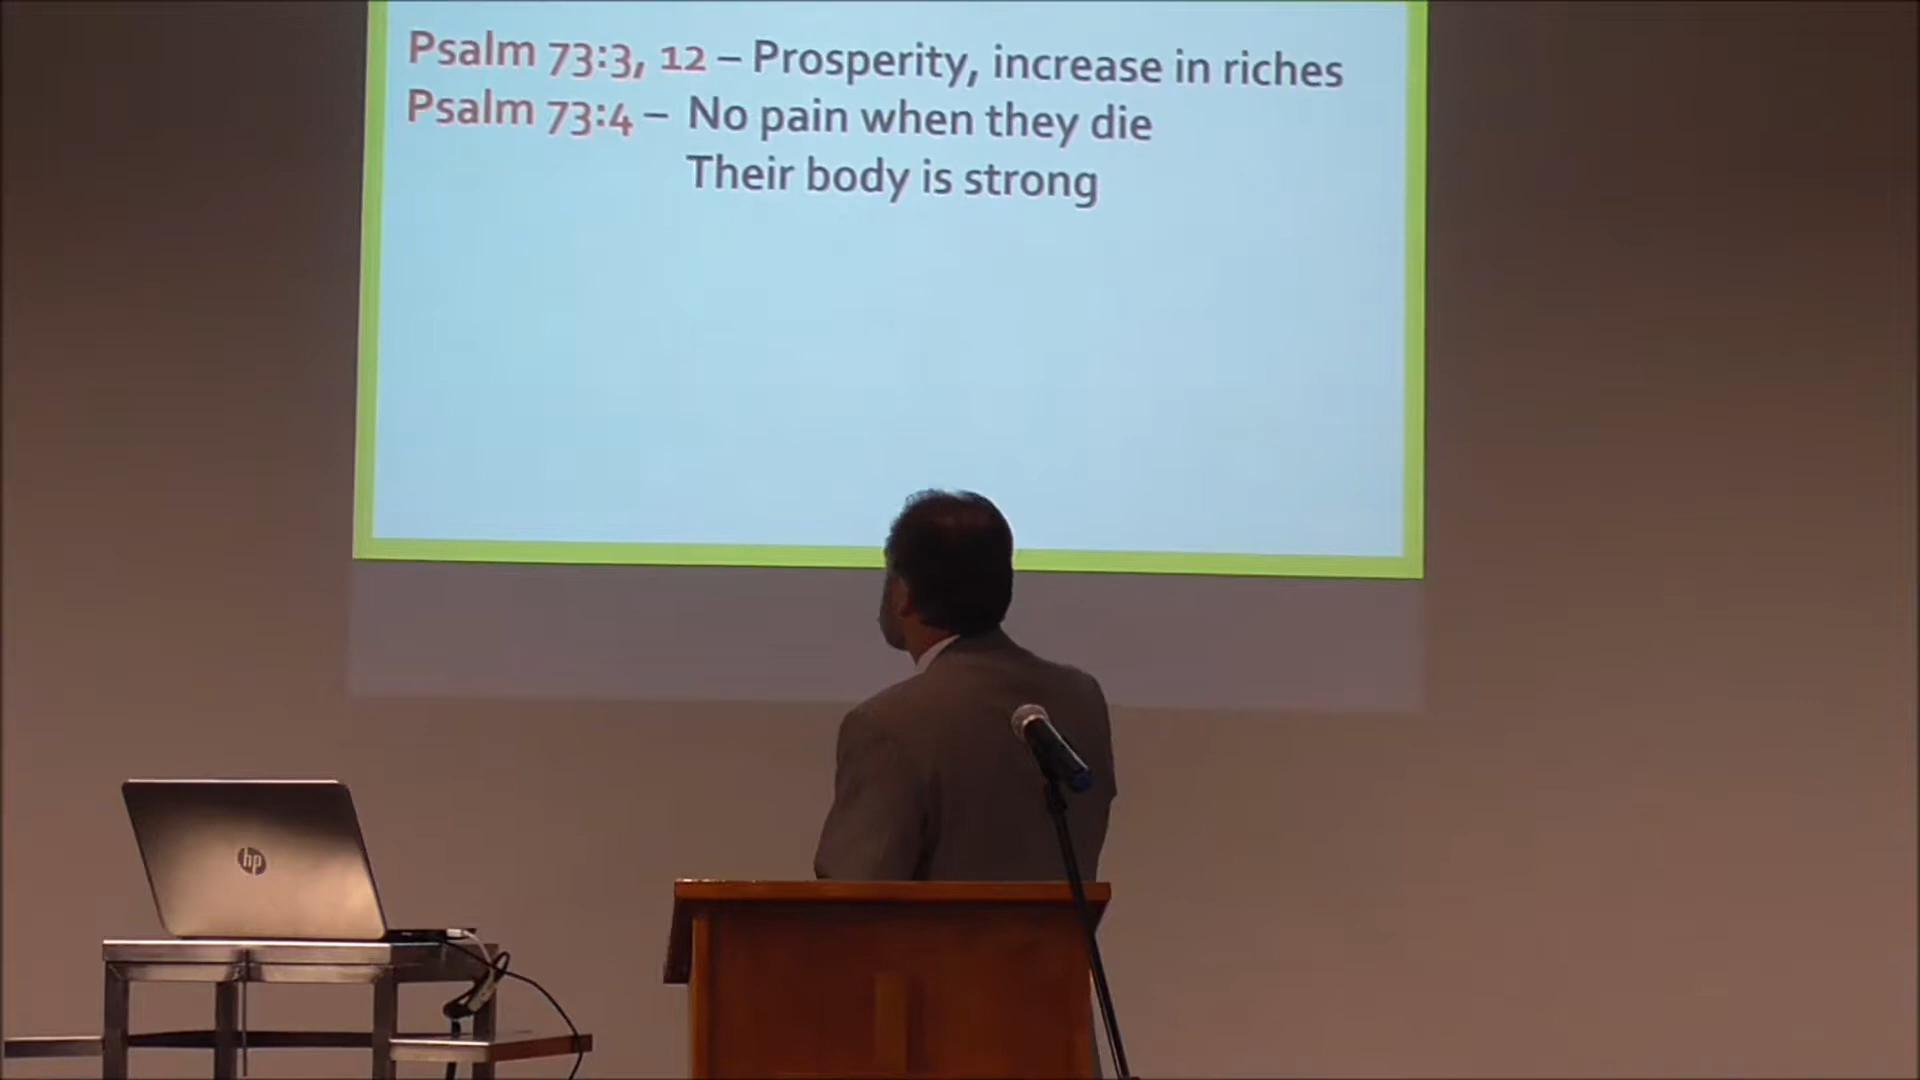 Psalm 73:3, 12 – Prosperity, increase in riches
Psalm 73:4 – No pain when they die
Their body is strong
hp